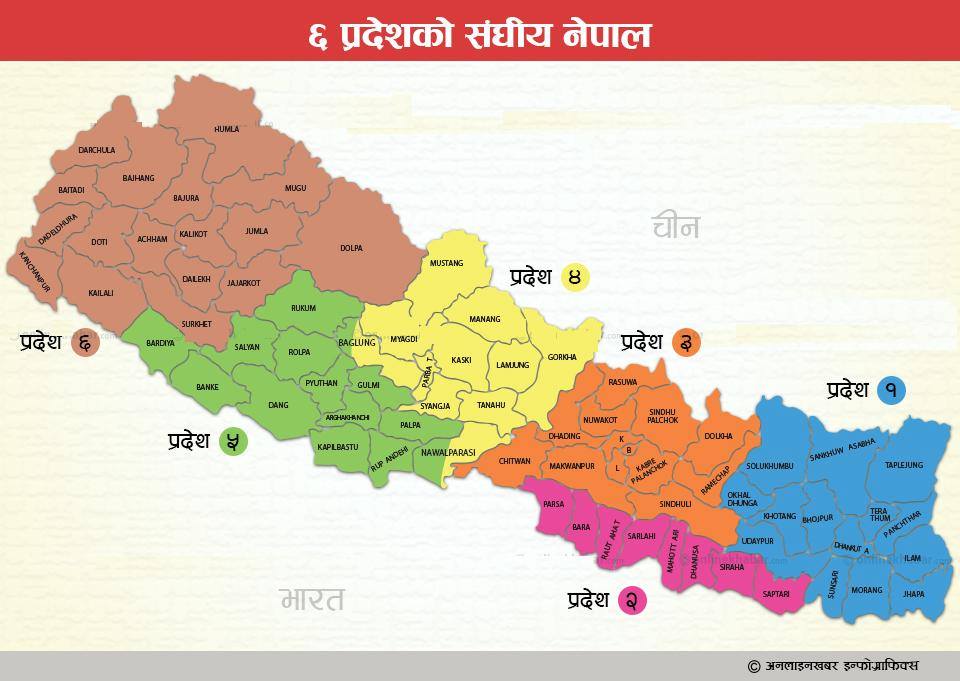 ६ प्रदेशको संघीय नेपाल
HUMLA
DARCHULA
BAJHANG
BAITADI
BAJURA
MUGU
DADELDHURA
DOTI
ACHHAM
KALIKOT
JUMLA
DOLPA
KANCHANPUR
KAILALI
DAILEKH
JAJARKOT
SURKHET
चीन
MUSTANG
प्रदेश ४
MANANG
MYAGDI
KASKI
LAMJUNG
GORKHA
PARBA T
SYANGJA
TANAHU
BAGLUNG
प्रदेश ६
BARDIYA
RUKUM
SALYAN
ROLPA
BANKE
DANG
PYUTHAN
GULMI
ARGHAKHANCHI
PALPA
KAPILBASTU
RUP ANDEHI
NAWALPARASI
प्रदेश ५
प्रदेश ३
RASUWA
NUWAKOT
SINDHU
PALCHOK
DHADING
K
B
L
DOLKHA
CHITWAN
MAKWANPUR
KABRE
PALANCHOK
RAMECHAP
SINDHULI
प्रदेश १
SOLUKHUMBU
SANKHUW ASABHA
TAPLEJUNG
OKHAL
DHUNGA
KHOTANG
BHOJPUR
TERA
THUM
PANCHTHAR
UDAYPUR
DHANKUT A
ILAM
SUNSARI
MORANG
JHAPA
PARSA
BARA
RAUT AHA T
SARLAHI
MAHOTT ARI
DHANUSA
SIRAHA
SAPTARI
प्रदेश २
भारत
© अनलाइनखबर इन्फोग्राफिक्स